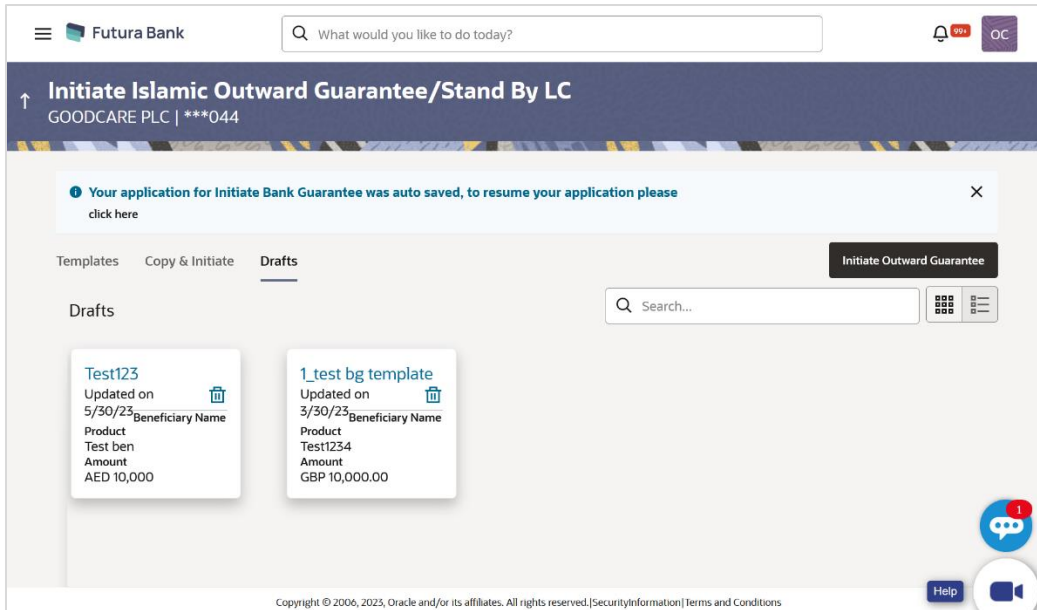 Futura Bank
What would you like to do today?
99+
OC
Initiate Islamic Outward Guarantee/Stand By LC
GOODCARE PLC | ***044
Your application for Initiate Bank Guarantee was auto saved, to resume your application please
click here
Templates Copy & Initiate Drafts
Initiate Outward Guarantee
Drafts
Search...
Test123
Updated on
5/30/23
Beneficiary Name
Product
Test ben
Amount
AED 10,000
1_test bg template
Updated on
3/30/23
Beneficiary Name
Product
Test1234
Amount
GBP 10,000.00
1
Help
Copyright © 2006, 2023, Oracle and/or its affiliates. All rights reserved.|SecurityInformation|Terms and Conditions